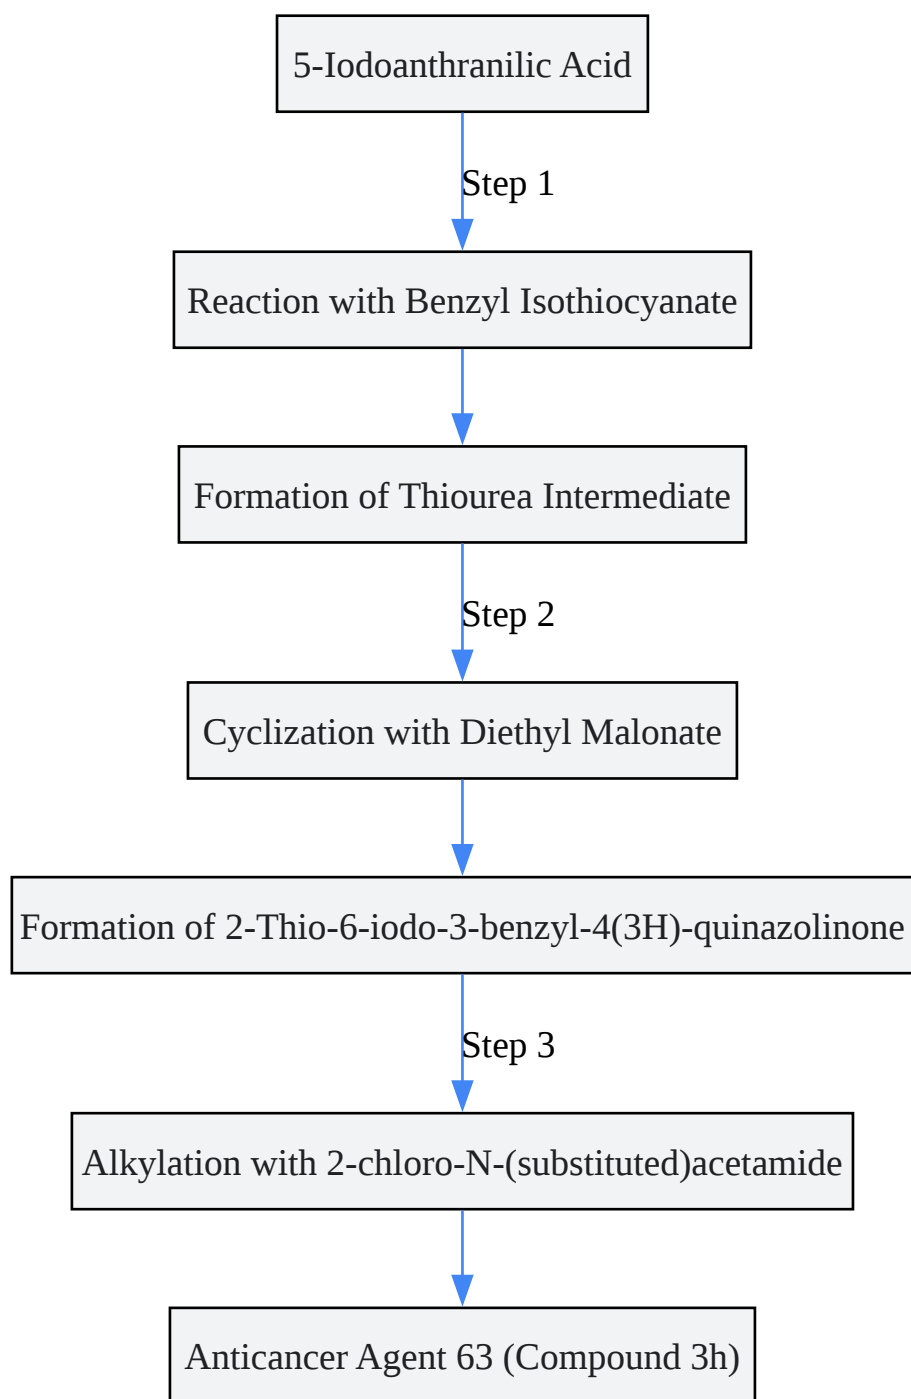 5-Iodoanthranilic Acid
Step 1
Reaction with Benzyl Isothiocyanate
Formation of Thiourea Intermediate
Step 2
Cyclization with Diethyl Malonate
Formation of 2-Thio-6-iodo-3-benzyl-4(3H)-quinazolinone
Step 3
Alkylation with 2-chloro-N-(substituted)acetamide
Anticancer Agent 63 (Compound 3h)